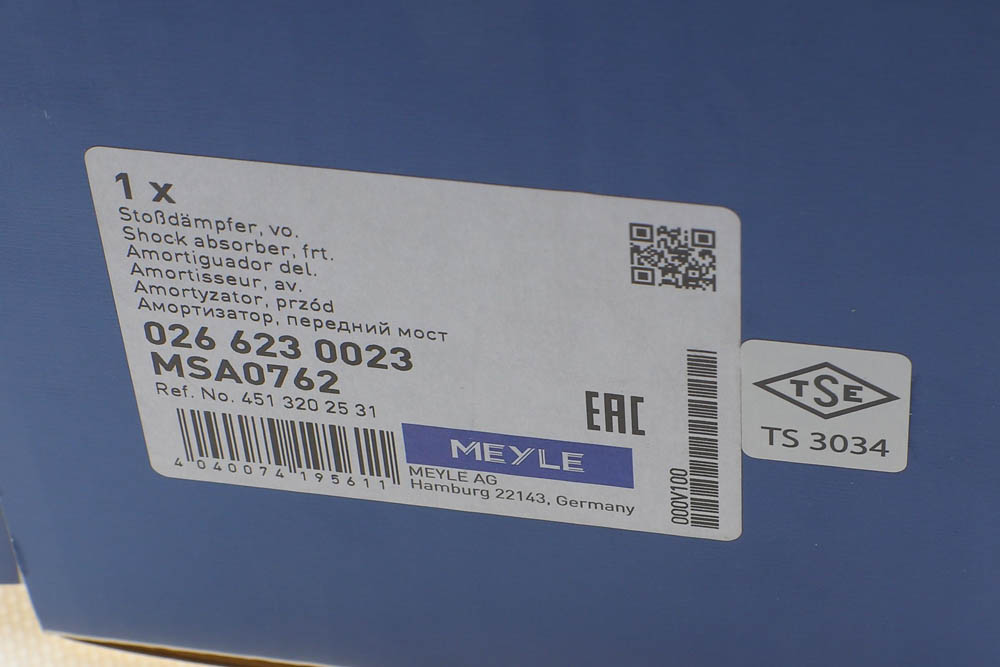 1 x
Stoßdämpfer, vo.
Shock absorber, frt.
Amortiguador del.
Amortisseur, av.
Amortyzator, przód
Амортизатор, передний мост
026 623 0023
MSA0762
Ref. No. 451 320 25 31
4 040074 195611
EAC
MEYLE
MEYLE AG
Hamburg 22143, Germany
000V100
TSE
TS 3034